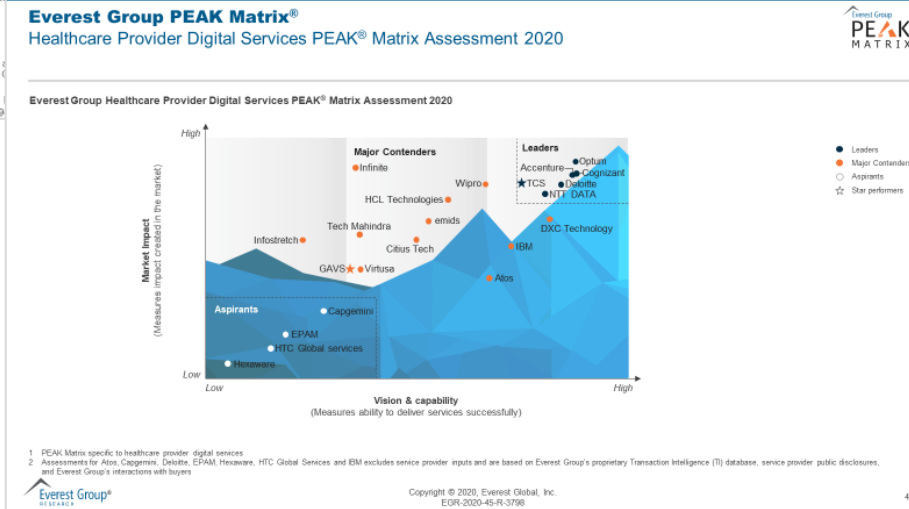 Everest Group PEAK Matrix®
Healthcare Provider Digital Services PEAK® Matrix Assessment 2020
Everest Group
PEAK
MATRIX
Everest Group Healthcare Provider Digital Services PEAK® Matrix Assessment 2020
High
Market Impact
(Measures impact created in the market)
Low
Major Contenders
Leaders
Infinite
Optum
Accenture
Cognizant
Wipro
TCS
Deloitte
NTT DATA
HCL Technologies
emids
Tech Mahindra
DXC Technology
Infostretch
Citius Tech
IBM
GAVS
Virtusa
Atos
Aspirants
Capgemini
EPAM
HTC Global services
Hexaware
Low
High
Vision & capability
(Measures ability to deliver services successfully)
Leaders
Major Contenders
Aspirants
Star performers
1 PEAK Matrix specific to healthcare provider digital services
2 Assessments for Atos, Capgemini, Deloitte, EPAM, Hexaware, HTC Global Services and IBM excludes service provider inputs and are based on Everest Group's proprietary Transaction Intelligence (TI) database, service provider public disclosures,
and Everest Group's interactions with buyers
Everest Group®
RESEARCH
Copyright © 2020, Everest Global, Inc.
EGR-2020-45-R-3798
4